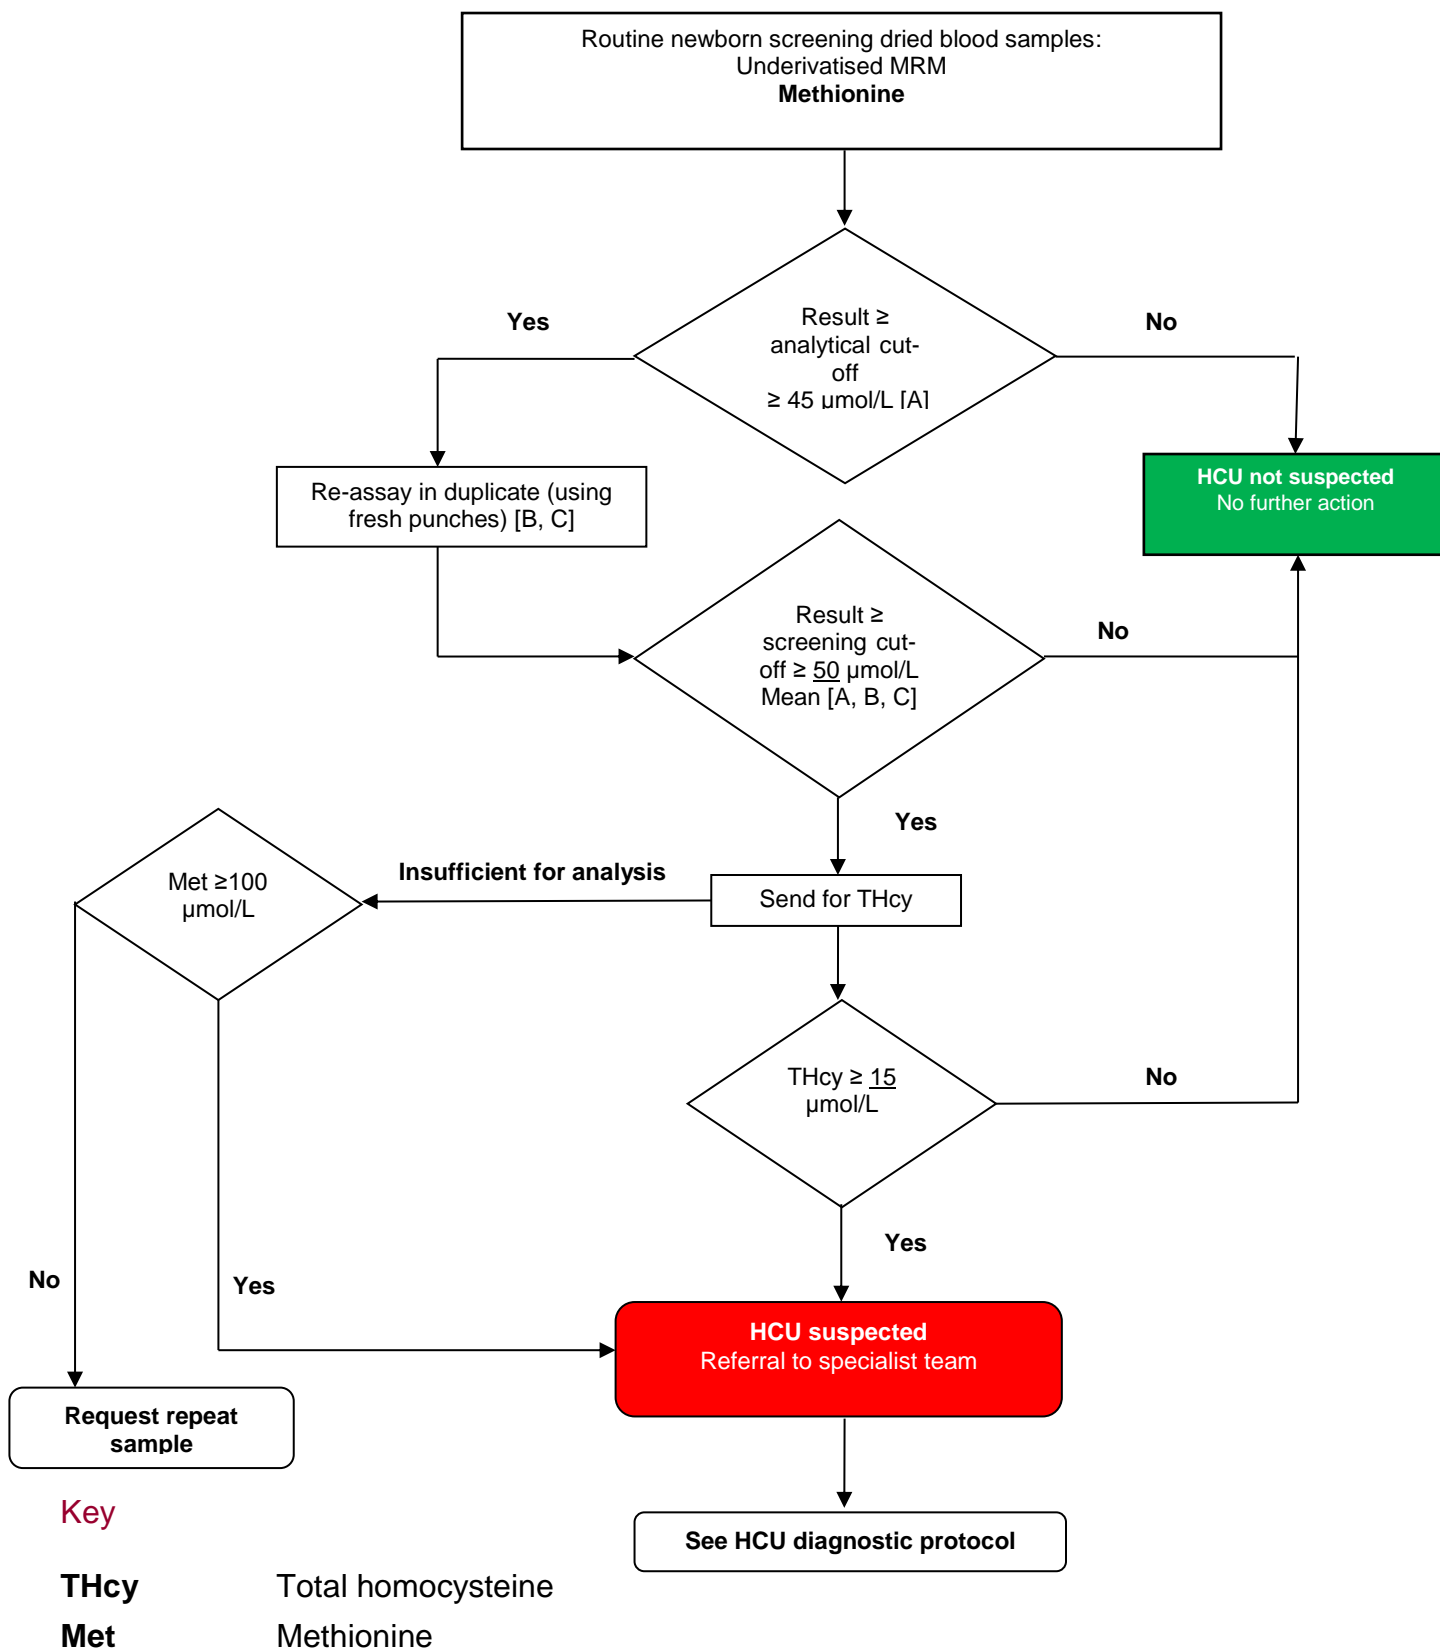 Routine newborn screening dried blood samples:
Underivatised MRM
Methionine
Yes
Result ≥
analytical cut-
off
≥ 45 µmol/L [A]
No
Re-assay in duplicate (using
fresh punches) [B, C]
HCU not suspected
No further action
Result ≥
screening cut-
off ≥ 50 µmol/L
Mean [A, B, C]
No
Yes
Met ≥100
µmol/L
Insufficient for analysis
Send for THcy
THcy ≥ 15
µmol/L
No
Yes
No
Yes
HCU suspected
Referral to specialist team
Request repeat
sample
See HCU diagnostic protocol
Key
THcy Total homocysteine
Met Methionine